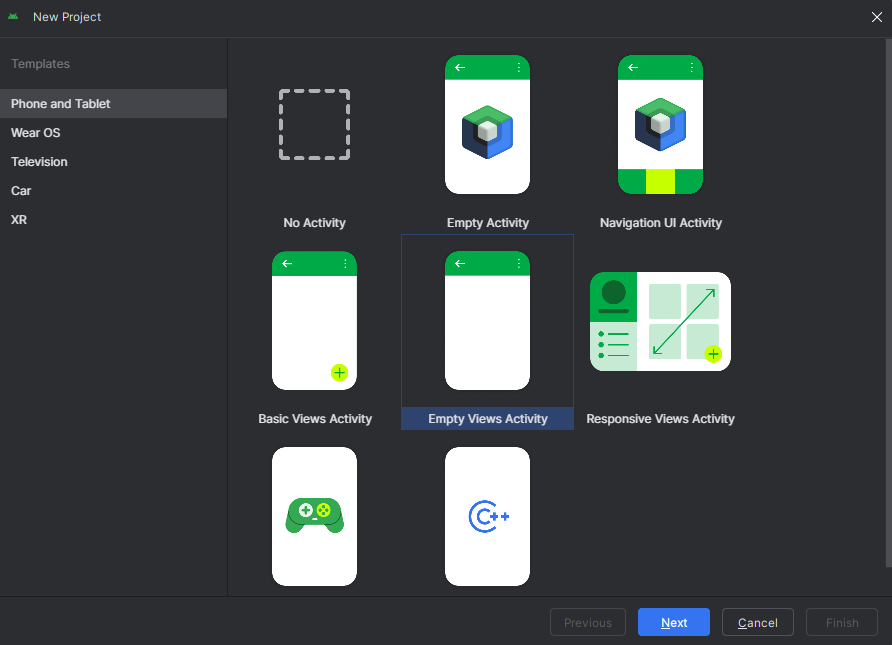 New Project
Templates
Phone and Tablet
Wear OS
Television
Car
XR
No Activity
Empty Activity
Navigation UI Activity
Basic Views Activity
Empty Views Activity
Responsive Views Activity
C++
Previous
Next
Cancel
Finish